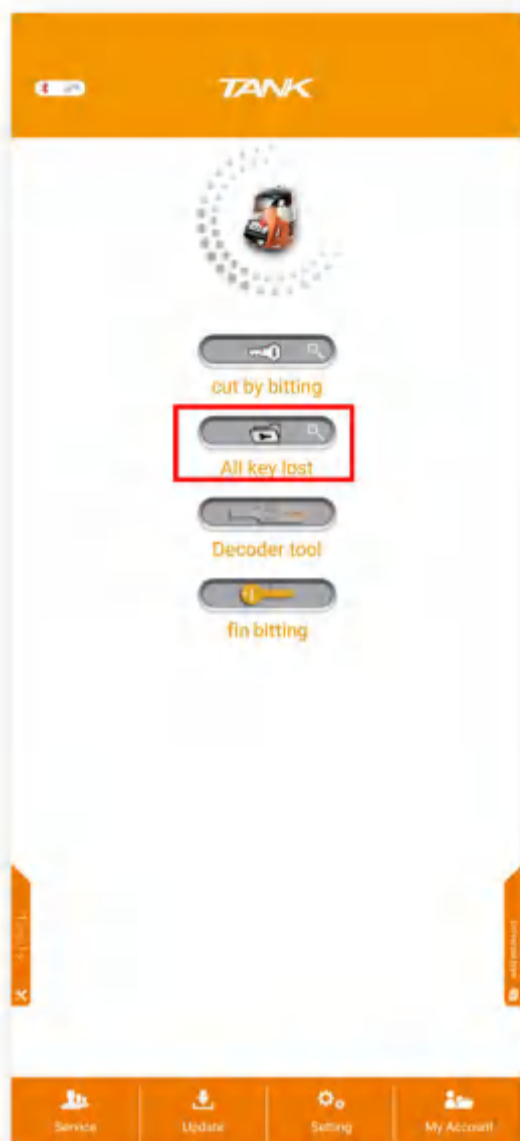 TANK
cut by bitting
All key lost
Decoder tool
fin bitting
Service
Update
Setting
My Account